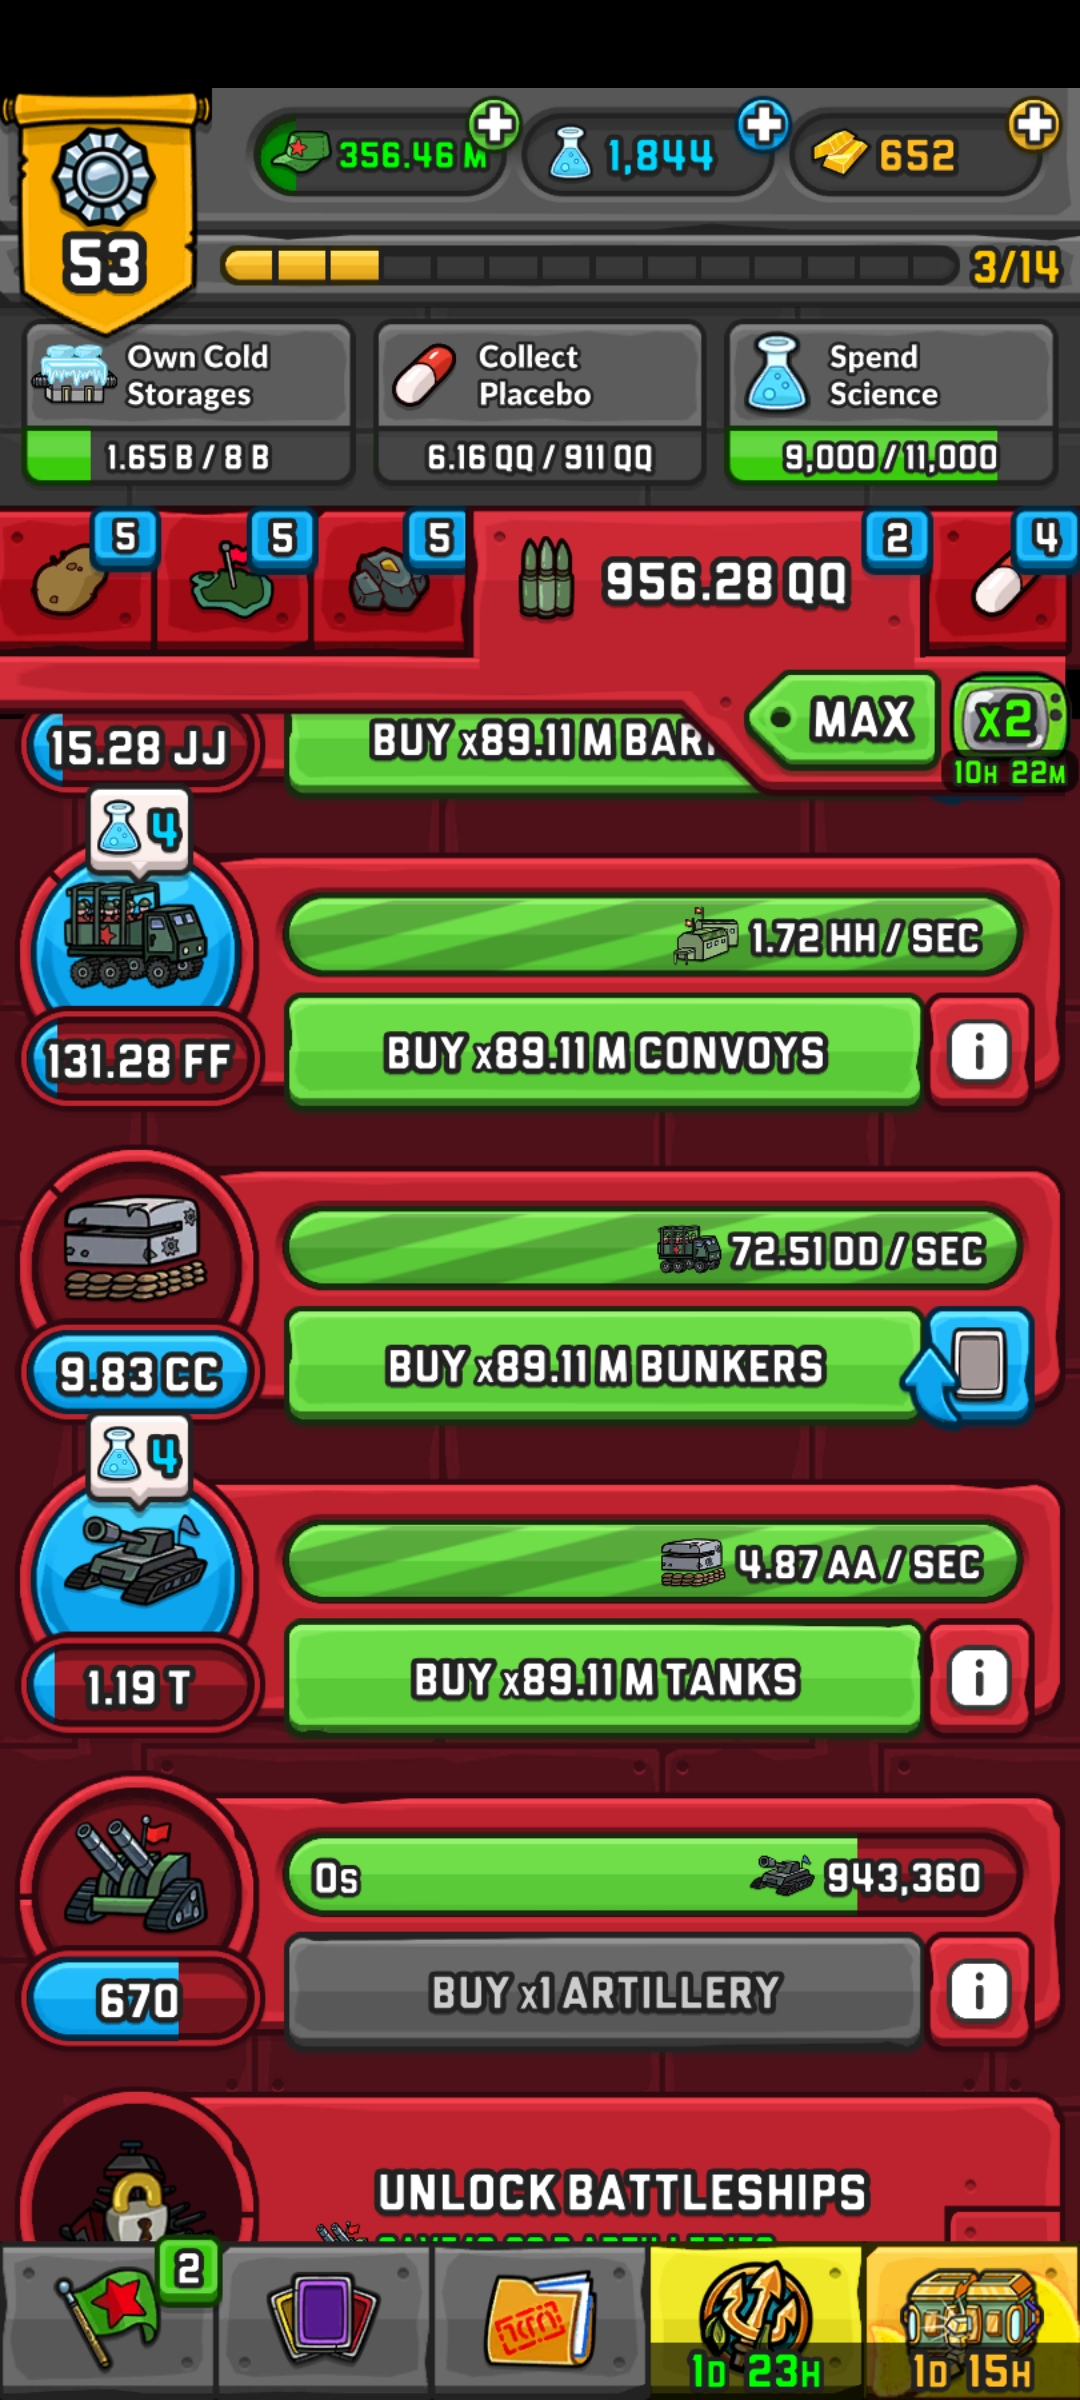 53
356.46 M
1,844
652
3/14
Own Cold
Storages
1.65 B / 8 B
Collect
Placebo
6.16 QQ / 911 QQ
Spend
Science
9,000 / 11,000
5
5
5
956.28 QQ
2
4
MAX
x2
10H 22M
15.28 JJ
BUY x89.11 M
4
1.72 HH / SEC
131.28 FF
BUY x89.11 M CONVOYS
i
72.51 DD / SEC
9.83 CC
BUY x89.11 M BUNKERS
4
4.87 AA / SEC
1.19 T
BUY x89.11 M TANKS
i
0s
943,360
670
BUY x1 ARTILLERY
i
UNLOCK BATTLESHIPS
2
1D 23H
1D 15H